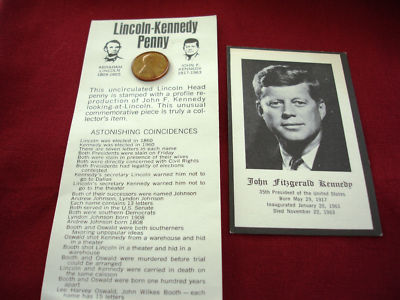 Lincoln-Kennedy
Penny
ABRAHAM
LINCOLN
1809-1865
JOHN F.
KENNEDY
1917-1963
This uncirculated Lincoln Head
penny is stamped with a profile re-
production of John F. Kennedy
looking at Lincoln. This unusual
commemorative piece is truly a col-
lector's item.
ASTONISHING COINCIDENCES
Lincoln was elected in 1860
Kennedy was elected in 1960
There are seven letters in each name
Both Presidents were slain on Friday
Both were slain in presence of their wives
Both were directly concerned with Civil Rights
Both Presidents had legality of elections
contested.
Kennedy's secretary Lincoln warned him not to
go to Dallas
Lincoln's secretary Kennedy warned him not to
go to the theater
Both their successors were named Johnson
Andrew Johnson, Lyndon Johnson
Each name contains 13 letters
Both served in the U.S. Senate
Both were southern Democrats
Lyndon Johnson born 1908
Andrew Johnson born 1808
Booth and Oswald were both southerners
favoring unpopular ideas
Oswald shot Kennedy from a warehouse and hid
in a theater
Booth shot Lincoln in a theater and hid in a
warehouse
Booth and Oswald were murdered before trial
could be arranged
Lincoln and Kennedy were carried in death on
the same caisson
Booth and Oswald were born one hundred years
apart.
Lee Harvey Oswald, John Wilkes Booth — each
name has 15 letters
John Fitzgerald Kennedy
35th President of the United States
Born May 29, 1917
Inaugurated January 20, 1961
Died November 22, 1963